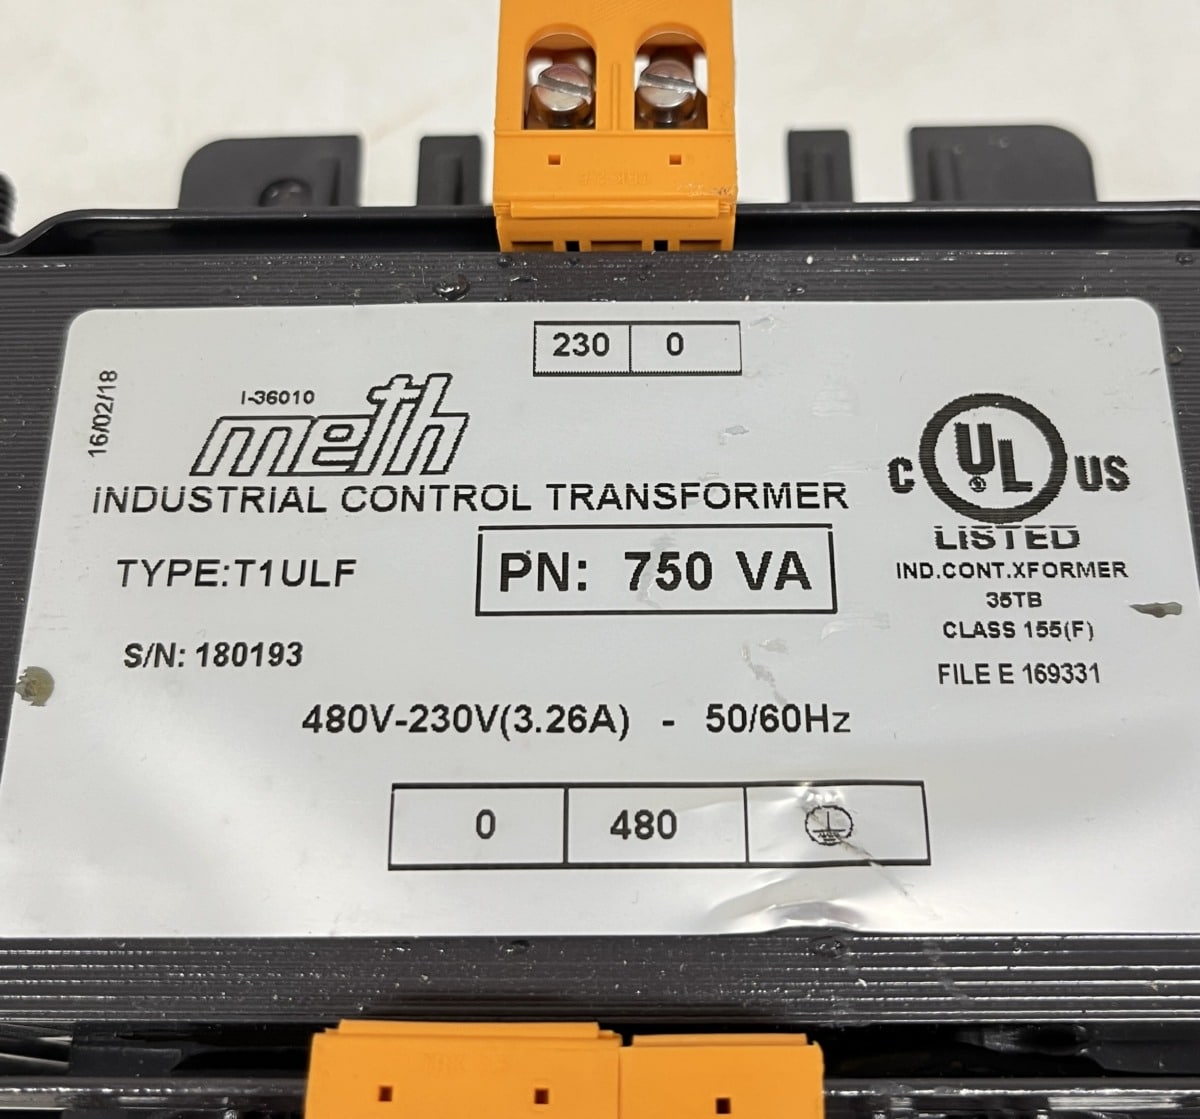 230 0
16/02/18
I-36010
meth
INDUSTRIAL CONTROL TRANSFORMER
TYPE:T1ULF
PN: 750 VA
S/N: 180193
480V-230V(3.26A) - 50/60Hz
C UL US
LISTED
IND.CONT.XFORMER
35TB
CLASS 155(F)
FILE E 169331
0 480